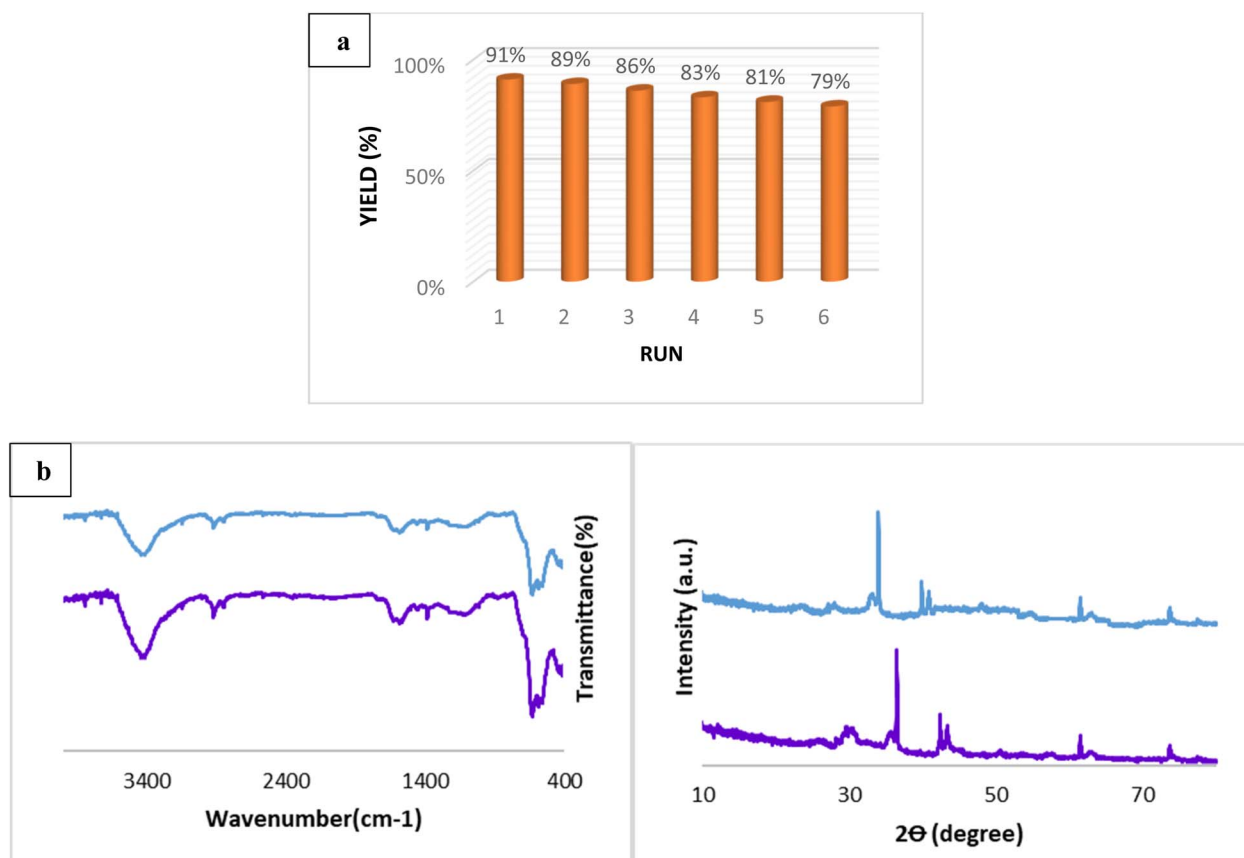 a
91% 89% 86% 83% 81% 79%
100%
50%
0%
YIELD (%)
1 2 3 4 5 6
RUN
b
Transmittance(%)
3400 2400 1400 400
Wavenumber(cm-1)
Intensity (a.u.)
10 30 50 70
2ϴ (degree)